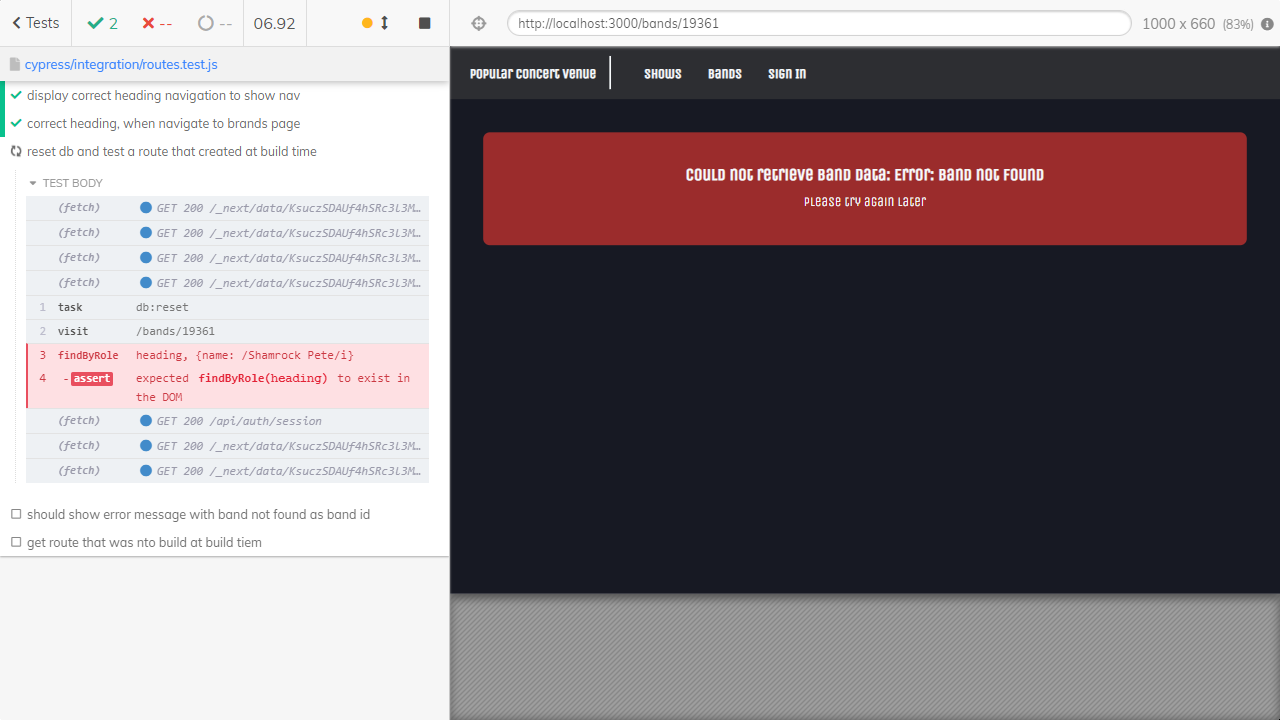 Tests 2 -- -- 06.92
http://localhost:3000/bands/19361 1000 x 660 (83%)
cypress/integration/routes.test.js
display correct heading navigation to show nav
correct heading, when navigate to brands page
reset db and test a route that created at build time
TEST BODY
(fetch) GET 200 /_next/data/KsuczSDAUf4hSRc3l3M…
(fetch) GET 200 /_next/data/KsuczSDAUf4hSRc3l3M…
(fetch) GET 200 /_next/data/KsuczSDAUf4hSRc3l3M…
(fetch) GET 200 /_next/data/KsuczSDAUf4hSRc3l3M…
1 task db:reset
2 visit /bands/19361
3 findByRole heading, {name: /Shamrock Pete/i}
4 -assert expected findByRole(heading) to exist in
the DOM
(fetch) GET 200 /api/auth/session
(fetch) GET 200 /_next/data/KsuczSDAUf4hSRc3l3M…
(fetch) GET 200 /_next/data/KsuczSDAUf4hSRc3l3M…
should show error message with band not found as band id
get route that was nto build at build tiem
Popular Concert Venue Shows Bands Sign in
Could not retrieve band data: Error: band not found
Please try again later